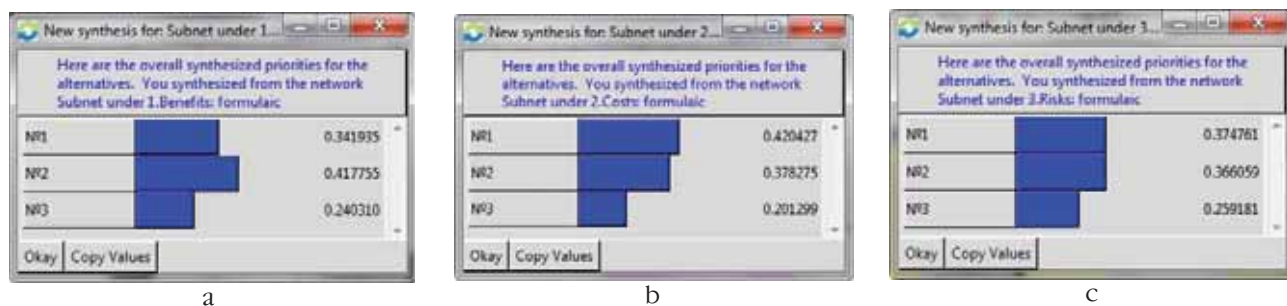 New synthesis for: Subnet under 1...
Here are the overall synthesized priorities for the
alternatives. You synthesized from the network
Subnet under 1.Benefits: formulaic
№1 0.341935
№2 0.417755
№3 0.240310
Okay Copy Values
a
New synthesis for: Subnet under 2...
Here are the overall synthesized priorities for the
alternatives. You synthesized from the network
Subnet under 2.Costs: formulaic
№1 0.420427
№2 0.378275
№3 0.201299
Okay Copy Values
b
New synthesis for: Subnet under 3...
Here are the overall synthesized priorities for the
alternatives. You synthesized from the network
Subnet under 3.Risks: formulaic
№1 0.374761
№2 0.366059
№3 0.259181
Okay Copy Values
c